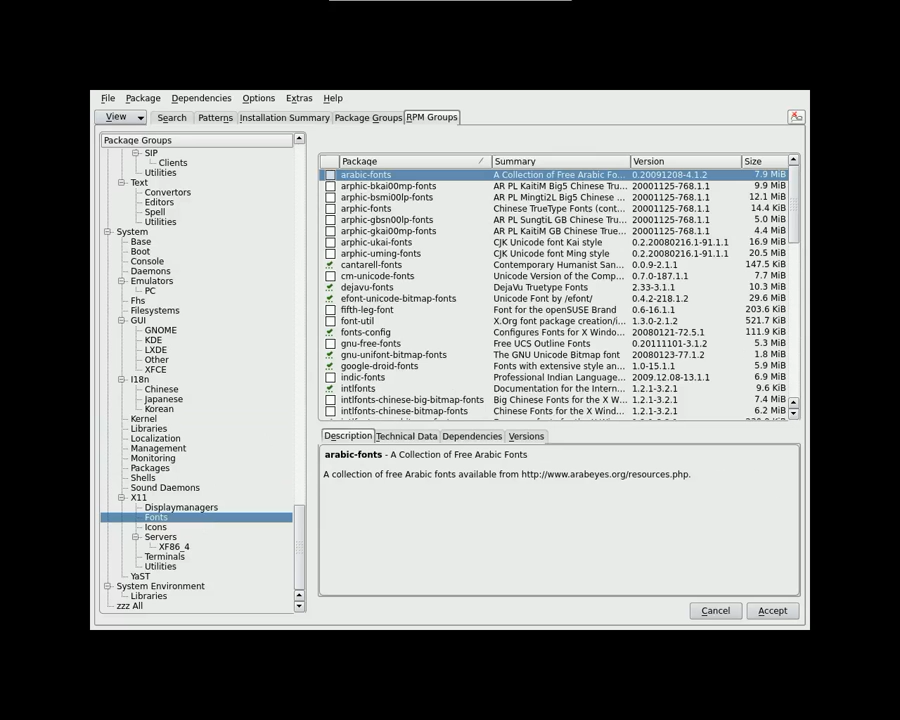 File Package Dependencies Options Extras Help
View Search Patterns Installation Summary Package Groups RPM Groups
Package Groups
SIP
Clients
Utilities
Text
Convertors
Editors
Spell
Utilities
System
Base
Boot
Console
Daemons
Emulators
PC
Fhs
Filesystems
GUI
GNOME
KDE
LXDE
Other
XFCE
I18n
Chinese
Japanese
Korean
Kernel
Libraries
Localization
Management
Monitoring
Packages
Shells
Sound Daemons
X11
Displaymanagers
Fonts
Icons
Servers
XF86_4
Terminals
Utilities
YaST
System Environment
Libraries
zzz All
Package Summary Version Size
arabic-fonts A Collection of Free Arabic Fo... 0.20091208-4.1.2 7.9 MiB
arphic-bkai00mp-fonts AR PL KaitiM Big5 Chinese Tru... 20001125-768.1.1 9.9 MiB
arphic-bsmi00lp-fonts AR PL Mingti2L Big5 Chinese ... 20001125-768.1.1 12.1 MiB
arphic-fonts Chinese TrueType Fonts (cont... 20001125-768.1.1 14.4 KiB
arphic-gbsn00lp-fonts AR PL SungtiL GB Chinese Tru... 20001125-768.1.1 5.0 MiB
arphic-gkai00mp-fonts AR PL KaitiM GB Chinese True... 20001125-768.1.1 4.4 MiB
arphic-ukai-fonts CJK Unicode font Kai style 0.2.20080216.1-91.1.1 16.9 MiB
arphic-uming-fonts CJK Unicode font Ming style 0.2.20080216.1-91.1.1 20.5 MiB
cantarell-fonts Contemporary Humanist San... 0.0.9-2.1.1 147.5 KiB
cm-unicode-fonts Unicode Version of the Comp... 0.7.0-187.1.1 7.7 MiB
dejavu-fonts DejaVu Truetype Fonts 2.33-3.1.1 10.3 MiB
efont-unicode-bitmap-fonts Unicode Font by /efont/ 0.4.2-218.1.2 29.6 MiB
fifth-leg-font Font for the openSUSE Brand 0.6-16.1.1 203.6 KiB
font-util X.Org font package creation/i... 1.3.0-2.1.2 521.7 KiB
fonts-config Configures Fonts for X Windo... 20080121-72.5.1 111.9 KiB
gnu-free-fonts Free UCS Outline Fonts 0.20111101-3.1.2 5.3 MiB
gnu-unifont-bitmap-fonts The GNU Unicode Bitmap font 20080123-77.1.2 1.8 MiB
google-droid-fonts Fonts with extensive style an... 1.0-15.1.1 5.9 MiB
indic-fonts Professional Indian Language... 2009.12.08-13.1.1 6.9 MiB
intlfonts Documentation for the Intern... 1.2.1-3.2.1 9.6 KiB
intlfonts-chinese-big-bitmap-fonts Big Chinese Fonts for the X W... 1.2.1-3.2.1 7.4 MiB
intlfonts-chinese-bitmap-fonts Chinese Fonts for the X Wind... 1.2.1-3.2.1 6.2 MiB
Description Technical Data Dependencies Versions
arabic-fonts - A Collection of Free Arabic Fonts
A collection of free Arabic fonts available from http://www.arabeyes.org/resources.php.
Cancel Accept